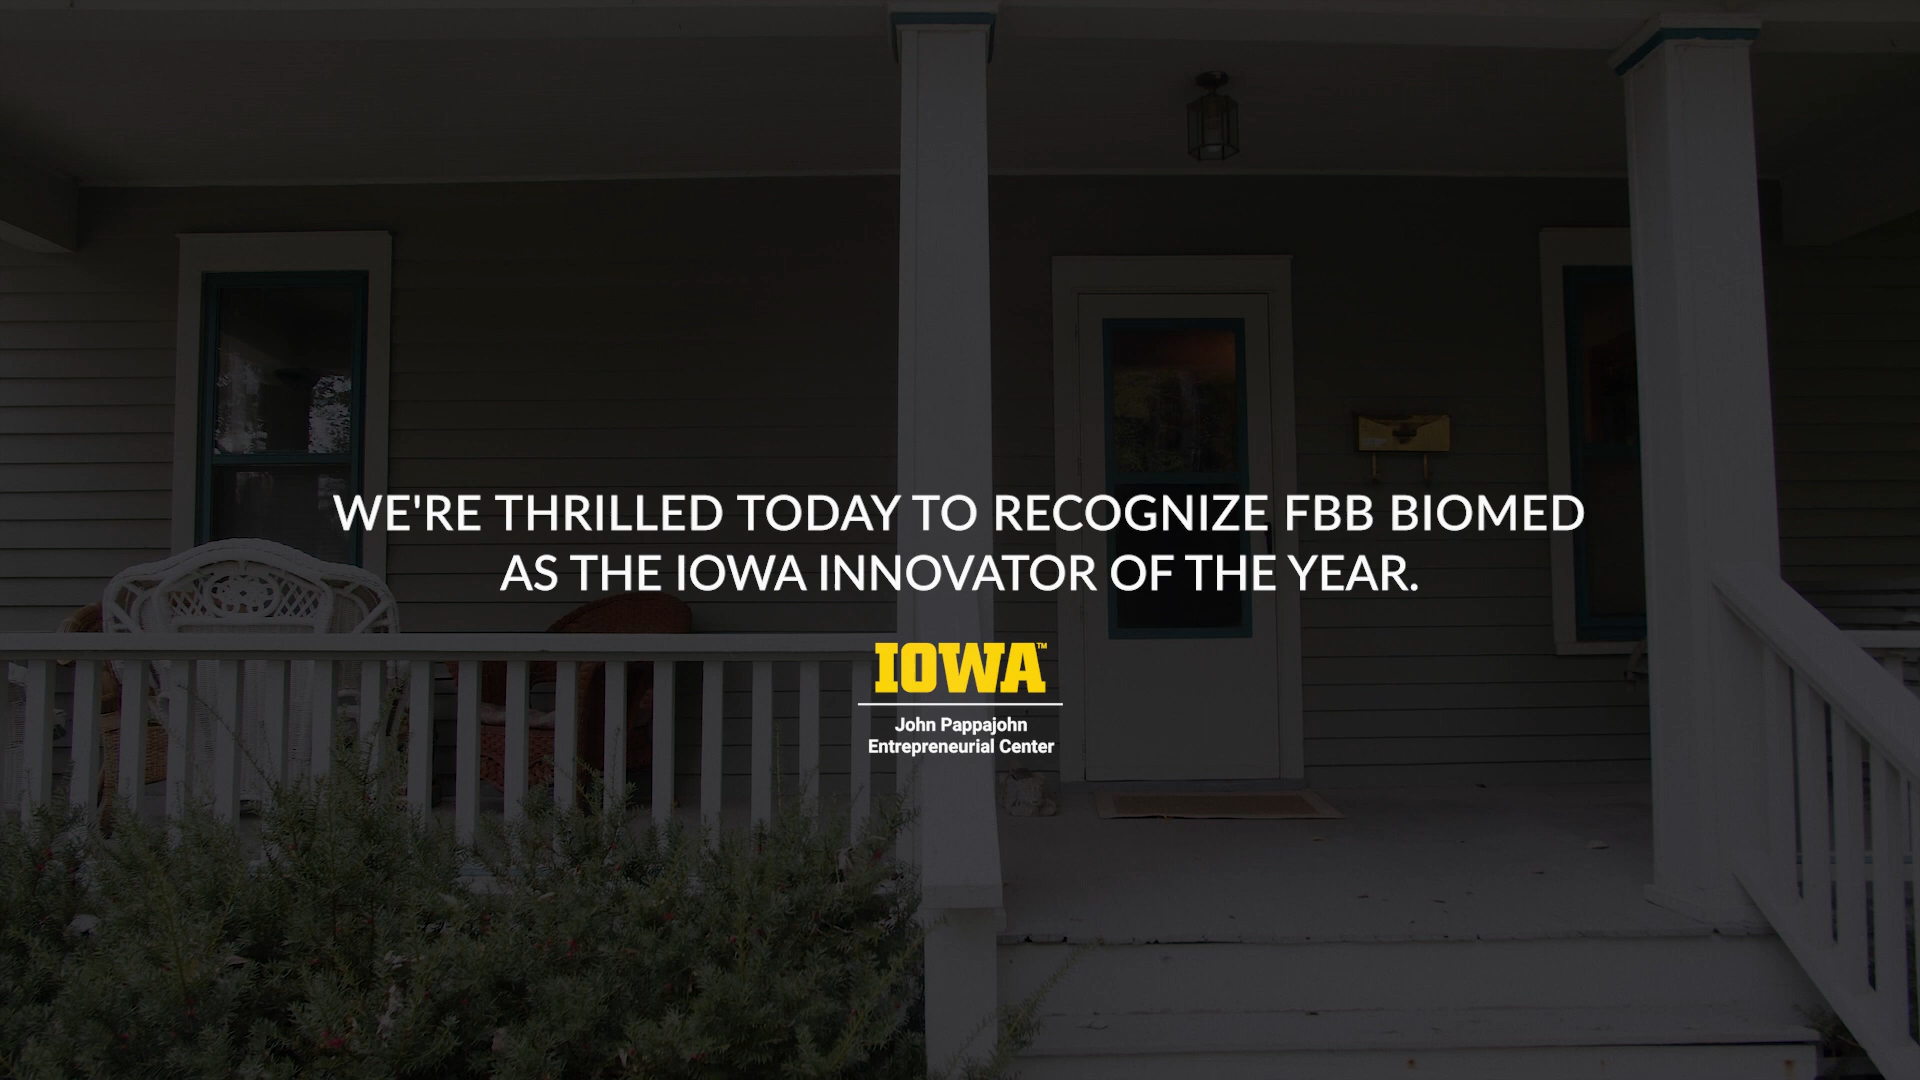 WE'RE THRILLED TODAY TO RECOGNIZE FBB BIOMED
AS THE IOWA INNOVATOR OF THE YEAR.
IOWA™
John Pappajohn
Entrepreneurial Center